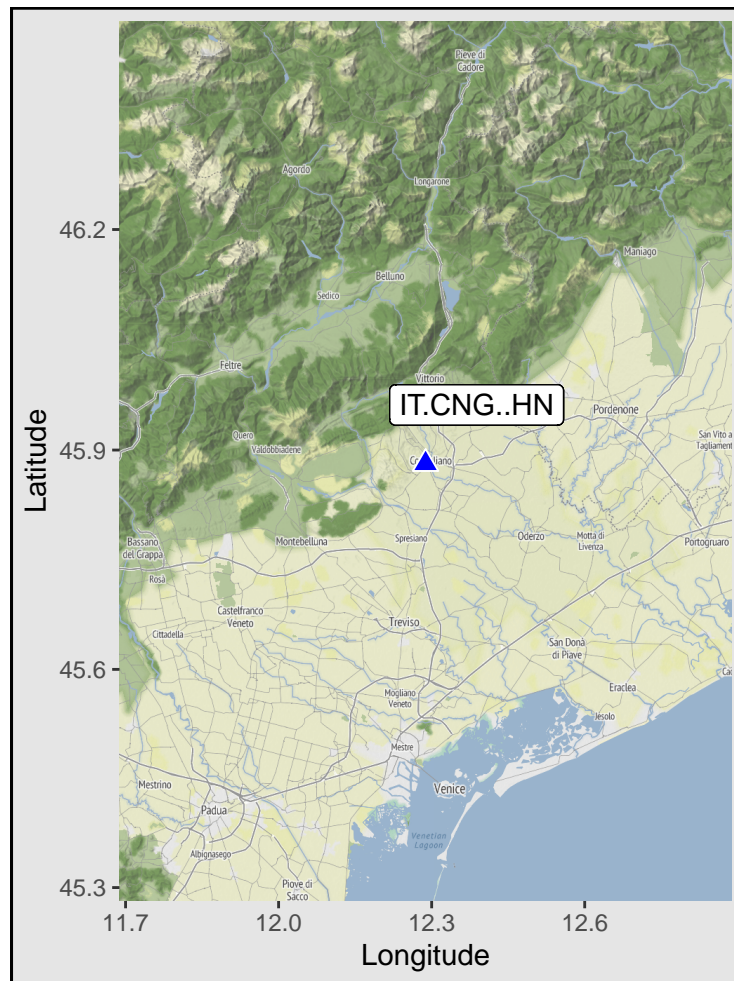 Pieve di
Cadore
Agordo
Longarone
46.2
Maniago
Belluno
Sedico
Feltre
Vittorio
IT.CNG..HN
Pordenone
Quero
Valdobbiadene
San Vito a
Tagliament
45.9
Latitude
Bassano
del Grappa
Montebelluna
Spresiano
Oderzo
Motta di
Livenza
Portogruaro
Rosà
Castelfranco
Veneto
Cittadella
Treviso
San Donà
di Piave
45.6
Mogliano
Veneto
Eraclea
Jesolo
Mestre
Mestrino
Venice
Padua
Venetian
Lagoon
Albignasego
Piove di
Sacco
45.3
11.7 12.0 12.3 12.6
Longitude